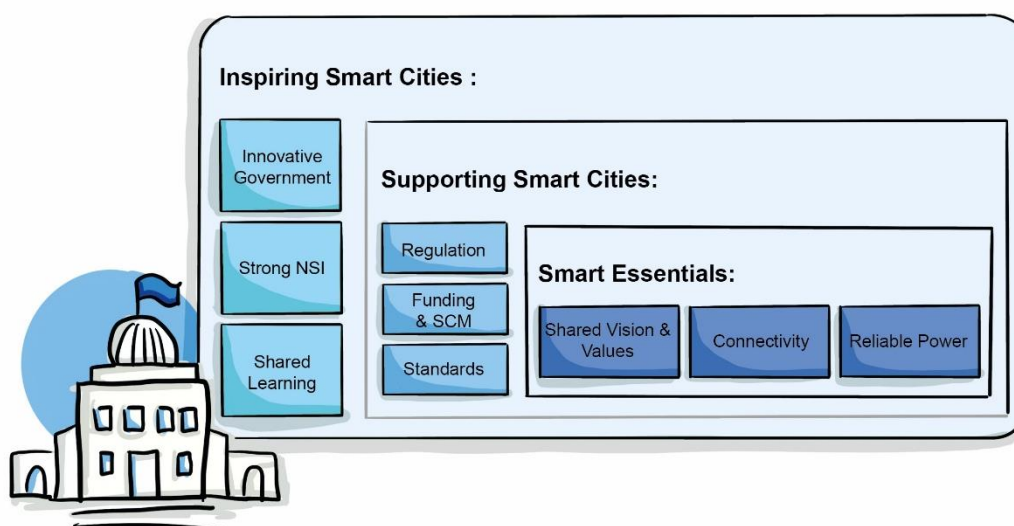 Inspiring Smart Cities :
Innovative
Government
Strong NSI
Shared
Learning
Supporting Smart Cities:
Regulation
Funding
& SCM
Standards
Smart Essentials:
Shared Vision &
Values
Connectivity
Reliable Power